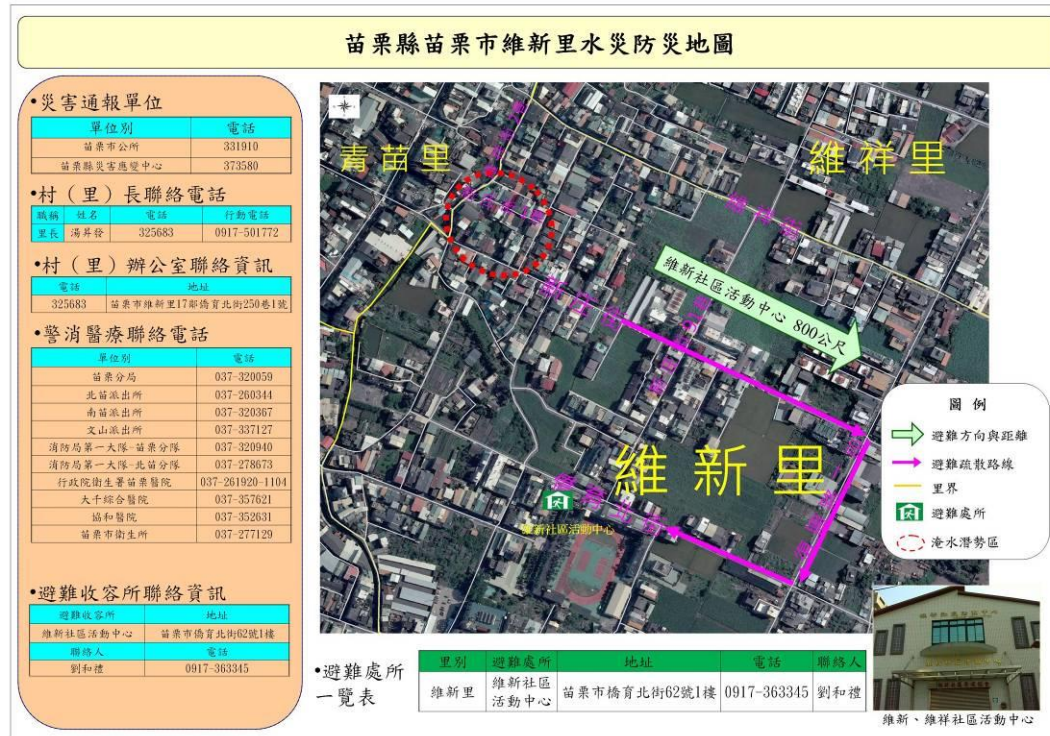 苗栗縣苗栗市維新里水災防災地圖
•災害通報單位
單位別 電話
苗栗市公所 331910
苗栗縣災害應變中心 373580
•村（里）長聯絡電話
職稱 姓名 電話 行動電話
里長 湯昇發 325683 0917-501772
•村（里）辦公室聯絡資訊
電話 地址
325683 苗栗市維新里17鄰僑育北街250巷1號
•警消醫療聯絡電話
單位別 電話
苗栗分局 037-320059
北苗派出所 037-260344
南苗派出所 037-320367
文山派出所 037-337127
消防局第一大隊-苗栗分隊 037-320940
消防局第一大隊-北苗分隊 037-278673
行政院衛生署苗栗醫院 037-261920-1104
大千綜合醫院 037-357621
協和醫院 037-352631
苗栗市衛生所 037-277129
•避難收容所聯絡資訊
避難收容所 地址
維新社區活動中心 苗栗市僑育北街62號1樓
聯絡人 電話
劉和禮 0917-363345
青苗里
維祥里
維祥街
維新社區活動中心 800公尺
維新里
維新社區活動中心
圖 例
避難方向與距離
避難疏散路線
里界
避難處所
淹水潛勢區
•避難處所
一覽表
里別 避難處所 地址 電話 聯絡人
維新里 維新社區活動中心 苗栗市橋育北街62號1樓 0917-363345 劉和禮
維新、維祥社區活動中心